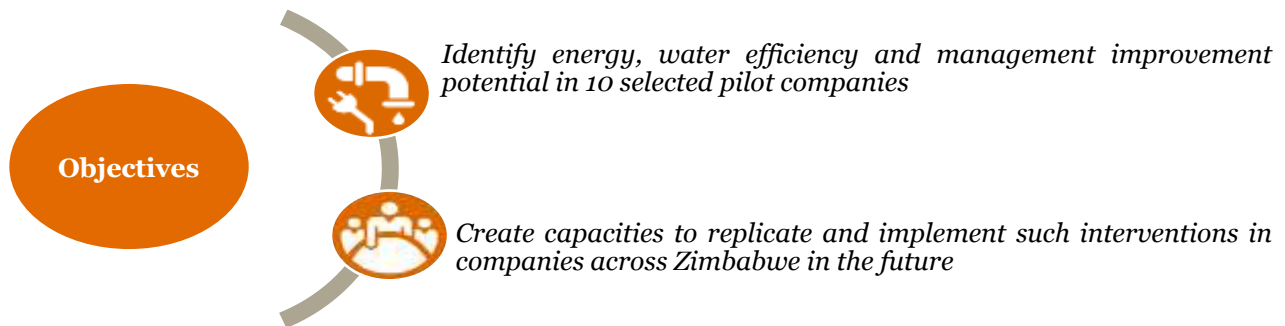 Objectives
Identify energy, water efficiency and management improvement
potential in 10 selected pilot companies
Create capacities to replicate and implement such interventions in
companies across Zimbabwe in the future